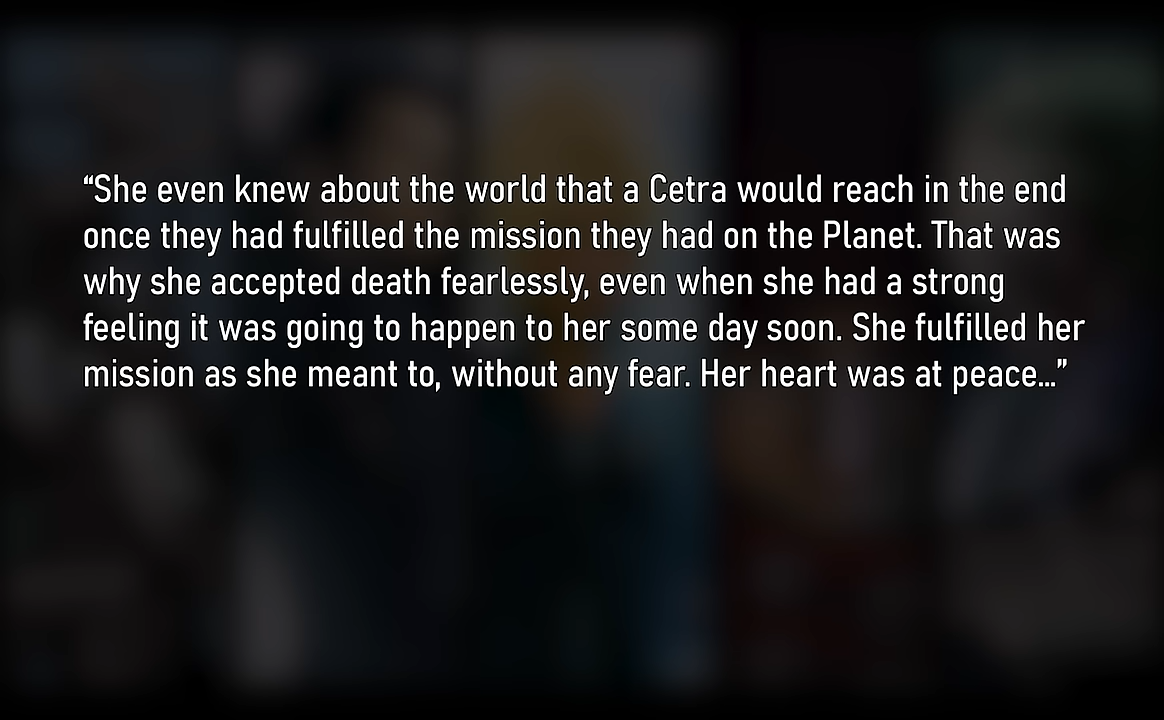 “She even knew about the world that a Cetra would reach in the end
once they had fulfilled the mission they had on the Planet. That was
why she accepted death fearlessly, even when she had a strong
feeling it was going to happen to her some day soon. She fulfilled her
mission as she meant to, without any fear. Her heart was at peace...”